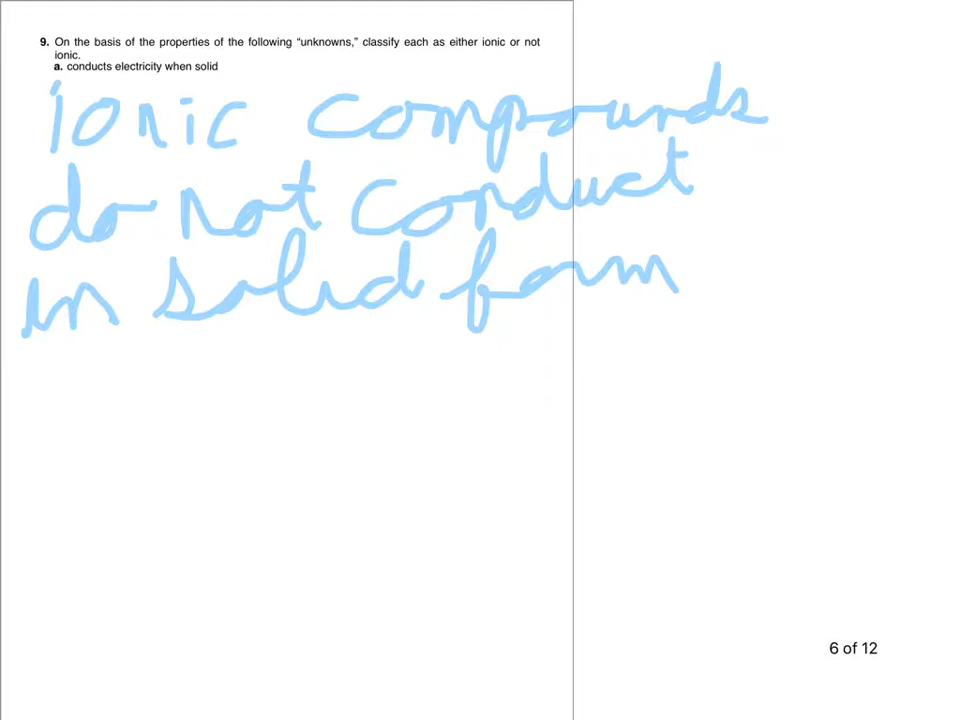 9. On the basis of the properties of the following “unknowns,” classify each as either ionic or not
ionic.
a. conducts electricity when solid
ionic compounds
do not conduct
in solid form
6 of 12